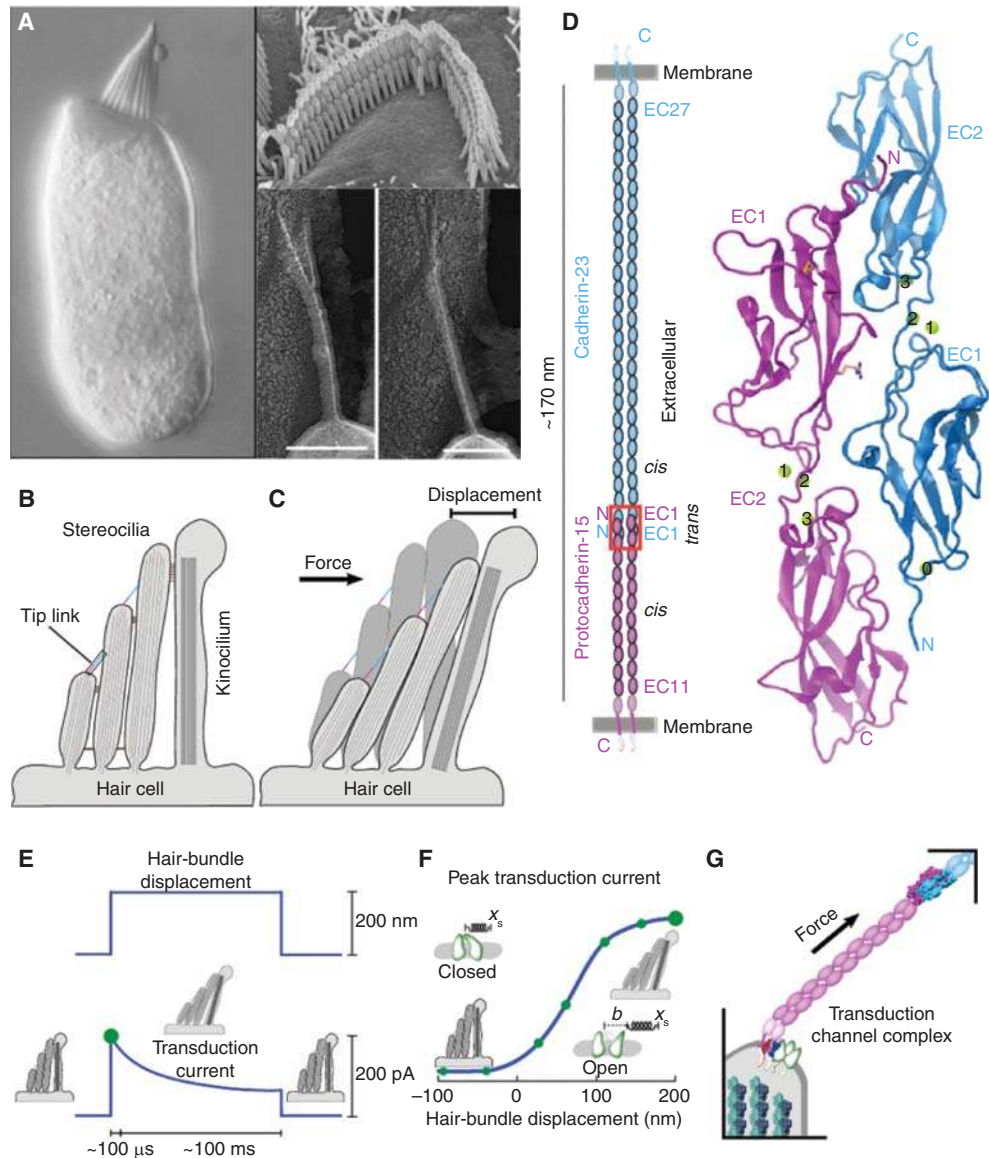 A
B
Stereocilia
Tip link
Kinocilium
Hair cell
C
Displacement
Force
Hair cell
D
C
Membrane
EC27
Cadherin-23
~170 nm
Extracellular
cis
N EC1
N EC1
trans
Protocadherin-15
cis
EC11
Membrane
C
C
EC2
N
EC1
3
2
1
EC1
1
2
EC2
3
0
N
C
E
Hair-bundle
displacement
200 nm
Transduction
current
200 pA
~100 μs
~100 ms
F
Peak transduction current
xs
Closed
b
xs
Open
–100
0
100
200
Hair-bundle displacement (nm)
G
Force
Transduction
channel complex